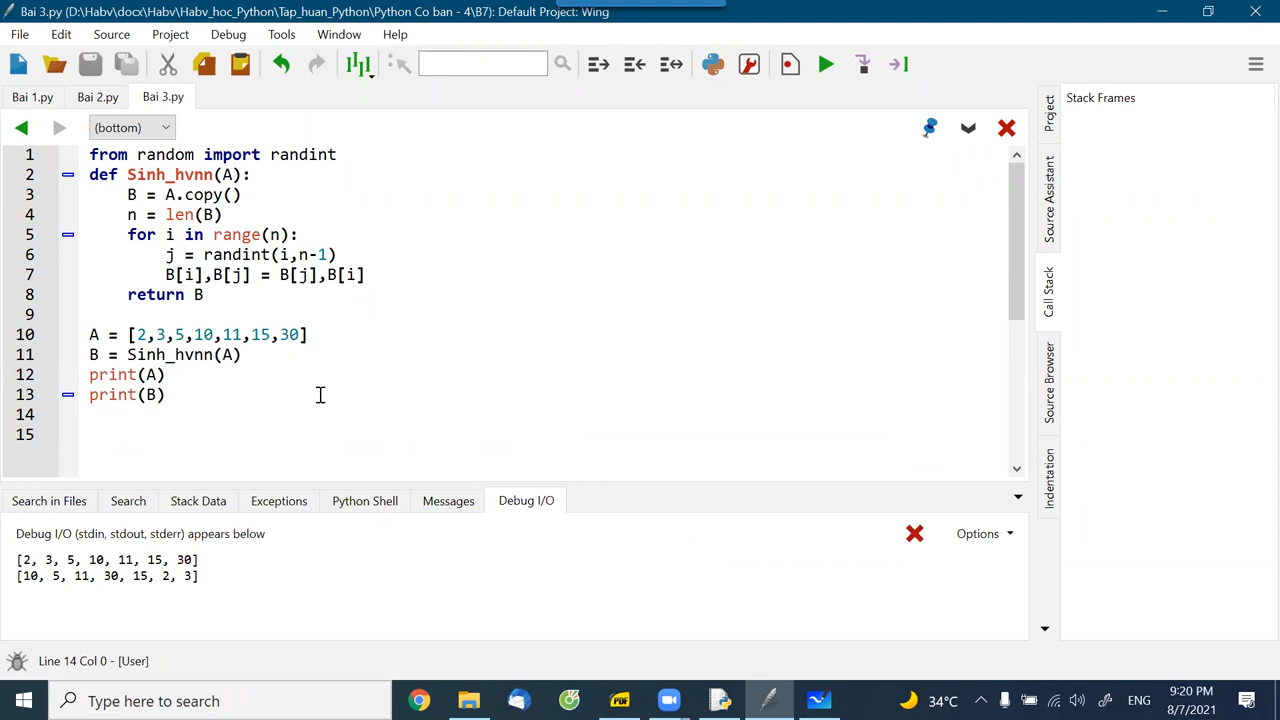 Bai 3.py (D:\Habv\docx\Habv\Habv_hoc_Python\Tap_huan_Python\Python Co ban - 4\B7): Default Project: Wing
File Edit Source Project Debug Tools Window Help
Bai 1.py Bai 2.py Bai 3.py
(bottom)
1 from random import randint
2 def Sinh_hvnn(A):
3 B = A.copy()
4 n = len(B)
5 for i in range(n):
6 j = randint(i,n-1)
7 B[i],B[j] = B[j],B[i]
8 return B
9
10 A = [2,3,5,10,11,15,30]
11 B = Sinh_hvnn(A)
12 print(A)
13 print(B)
14
15
Stack Frames
Project
Source Assistant
Call Stack
Source Browser
Indentation
Search in Files Search Stack Data Exceptions Python Shell Messages Debug I/O
Debug I/O (stdin, stdout, stderr) appears below
Options
[2, 3, 5, 10, 11, 15, 30]
[10, 5, 11, 30, 15, 2, 3]
Line 14 Col 0 - [User]
Type here to search
PDF
34°C
ENG
9:20 PM
8/7/2021